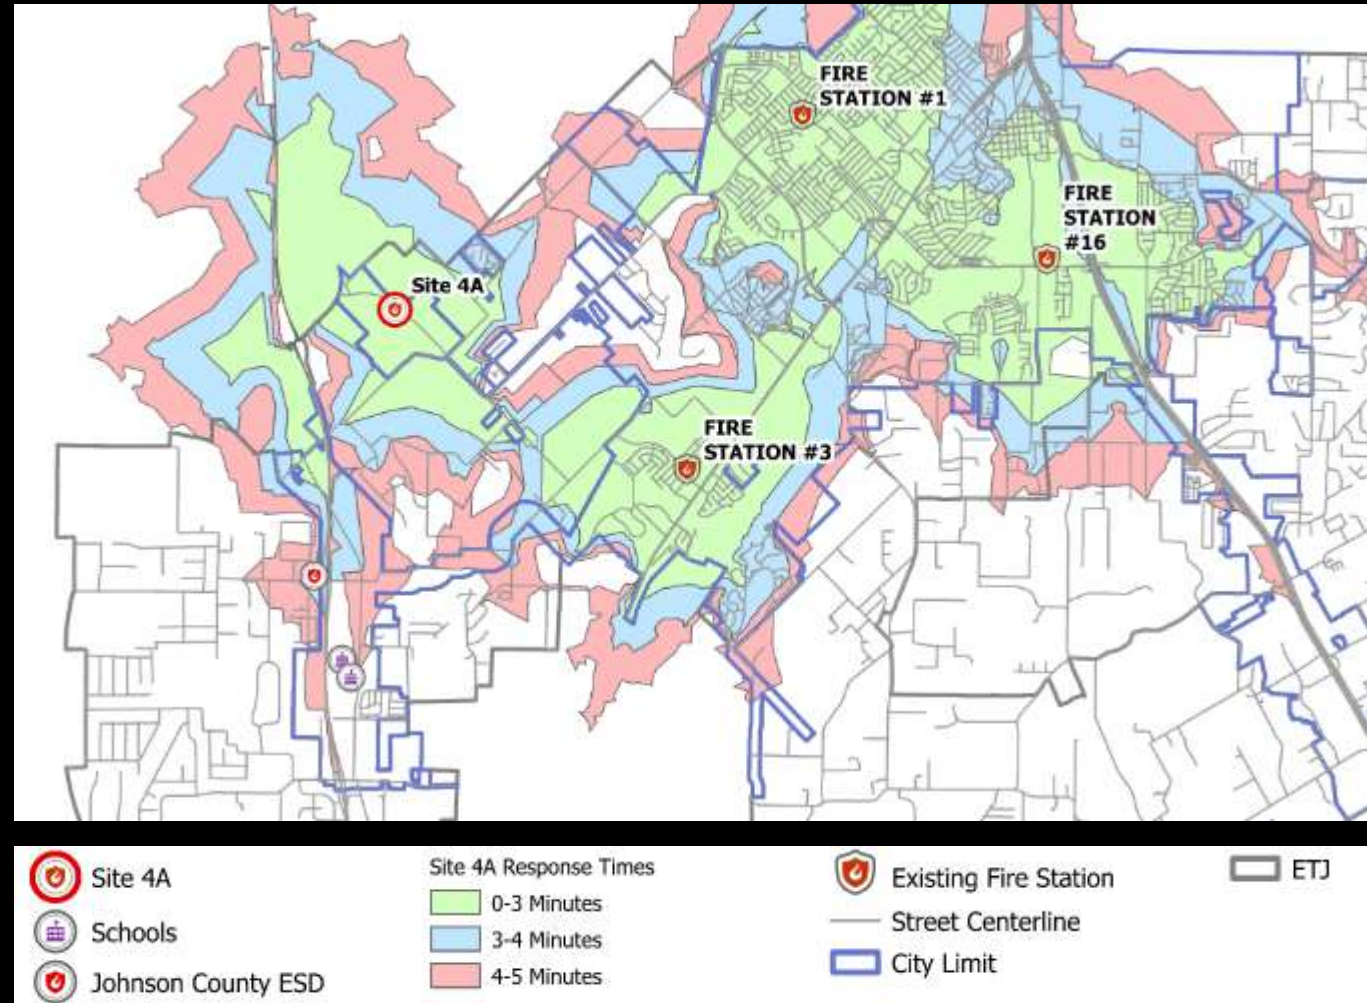 FIRE
STATION #1
FIRE
STATION
#16
Site 4A
FIRE
STATION #3
Site 4A
Schools
Johnson County ESD
Site 4A Response Times
0-3 Minutes
3-4 Minutes
4-5 Minutes
Existing Fire Station
Street Centerline
City Limit
ETJ